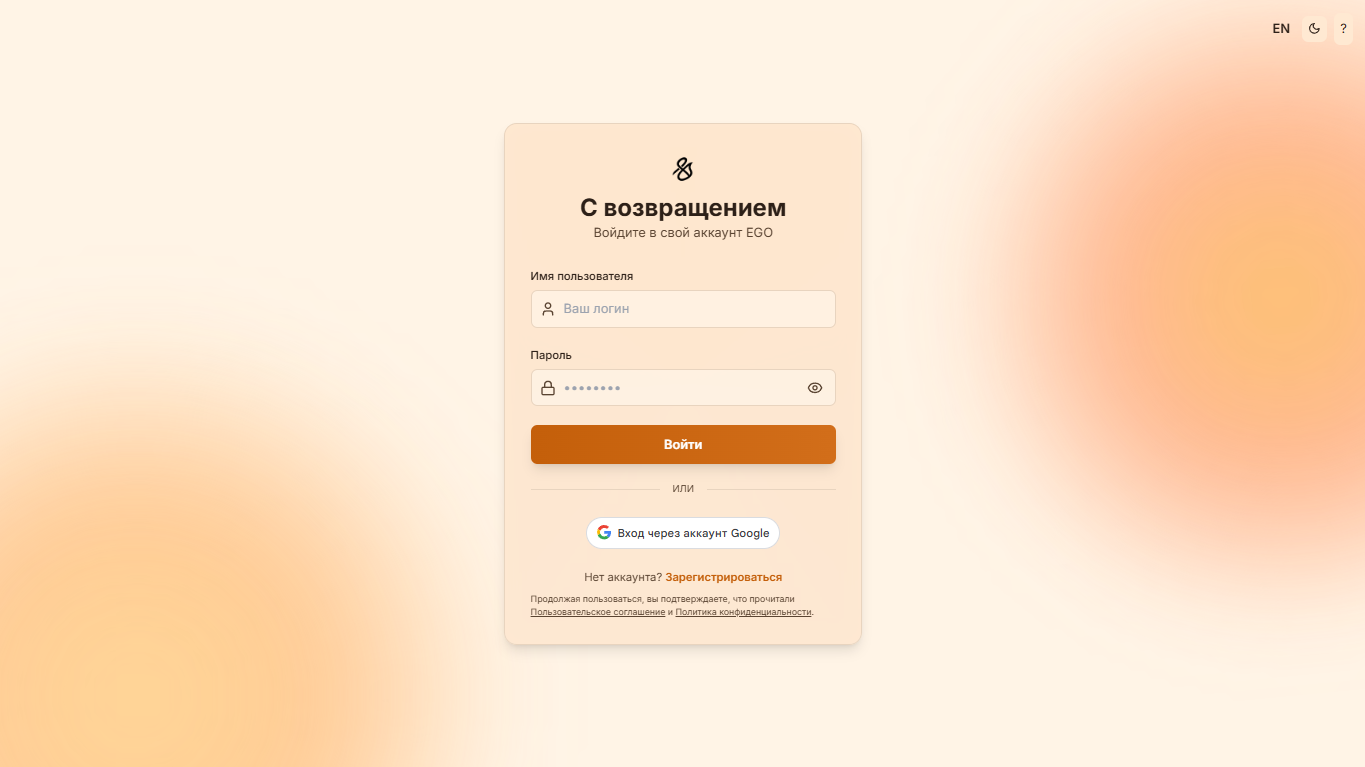 EN
?
С возвращением
Войдите в свой аккаунт EGO
Имя пользователя
Ваш логин
Пароль
••••••••
Войти
ИЛИ
Вход через аккаунт Google
Нет аккаунта? Зарегистрироваться
Продолжая пользоваться, вы подтверждаете, что прочитали
Пользовательское соглашение и Политика конфиденциальности.